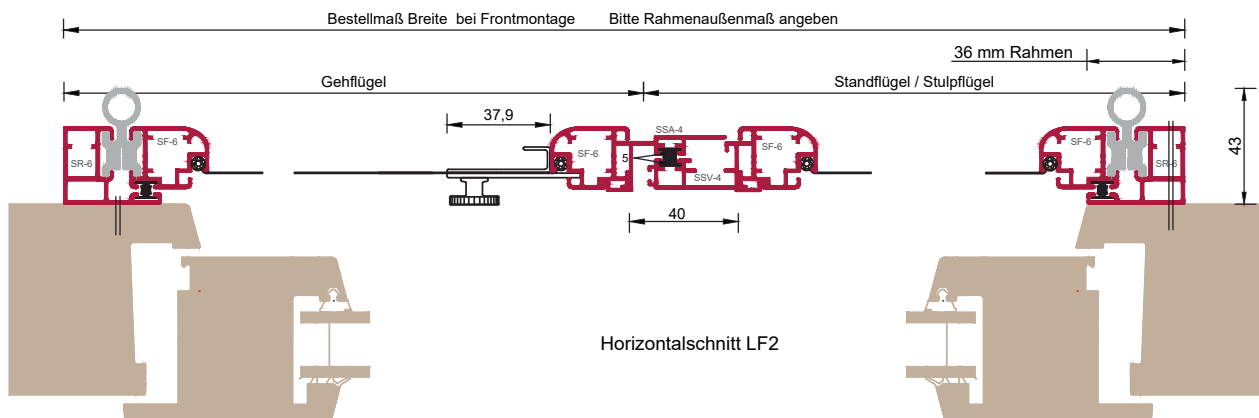 Bestellmaß Breite bei Frontmontage Bitte Rahmenaußenmaß angeben
36 mm Rahmen
Gehflügel Standflügel / Stulpflügel
37,9
43
SR-6 SF-6 SF-6 5 SSA-4 SSV-4 SF-6 SF-6 SR-6
40
Horizontalschnitt LF2